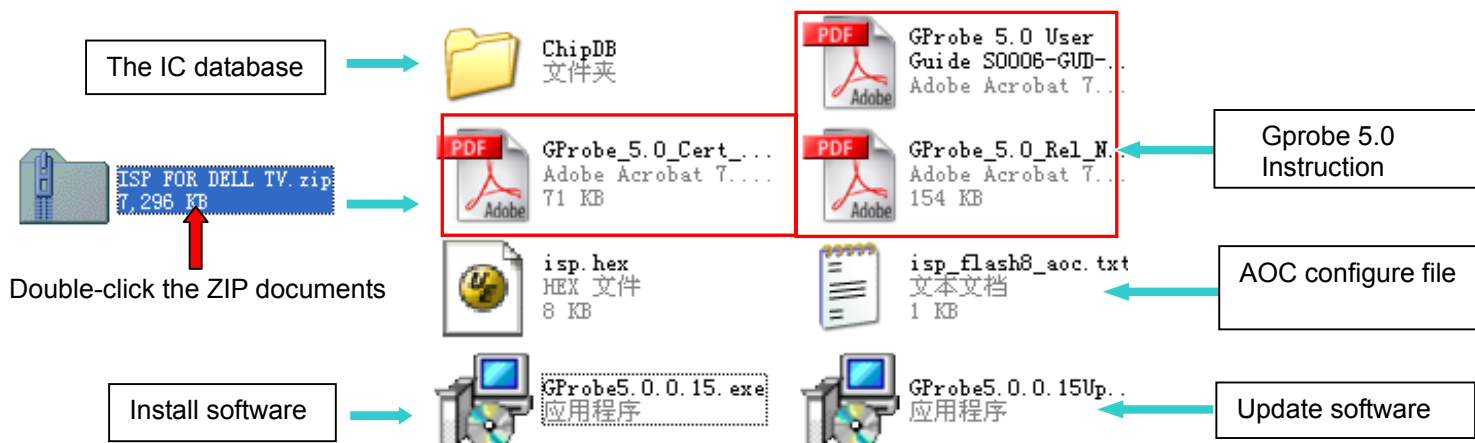 The IC database
ChipDB
文件夹
PDF
Adobe
GProbe 5.0 User
Guide S0006-GUD-...
Adobe Acrobat 7....
ISP FOR DELL TV.zip
7,296 KB
Double-click the ZIP documents
PDF
Adobe
GProbe_5.0_Cert_...
Adobe Acrobat 7....
71 KB
PDF
Adobe
GProbe_5.0_Rel_N...
Adobe Acrobat 7....
154 KB
Gprobe 5.0
Instruction
UE
isp.hex
HEX 文件
8 KB
isp_flash8_aoc.txt
文本文档
1 KB
AOC configure file
Install software
GProbe5.0.0.15.exe
应用程序
GProbe5.0.0.15Up...
应用程序
Update software